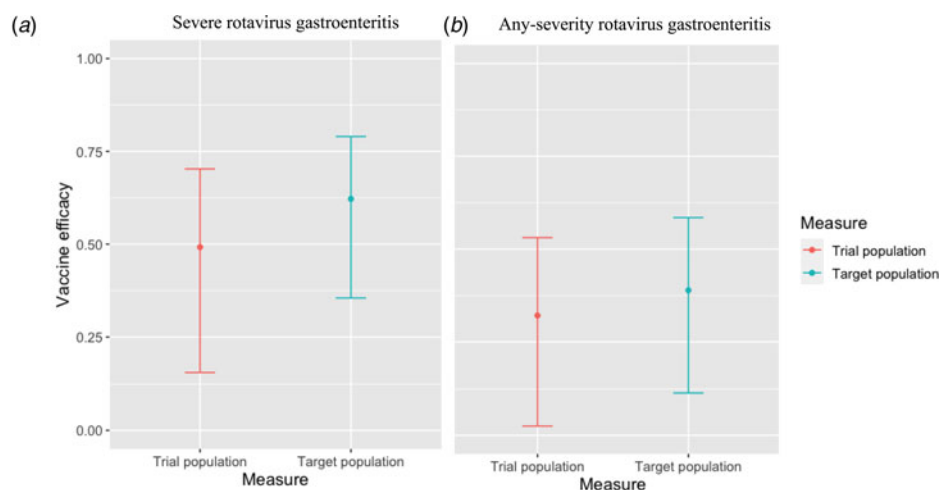 (a) Severe rotavirus gastroenteritis
(b) Any-severity rotavirus gastroenteritis
Vaccine efficacy
1.00
0.75
0.50
0.25
0.00
Trial population Target population
Measure
Trial population Target population
Measure
Measure
Trial population
Target population